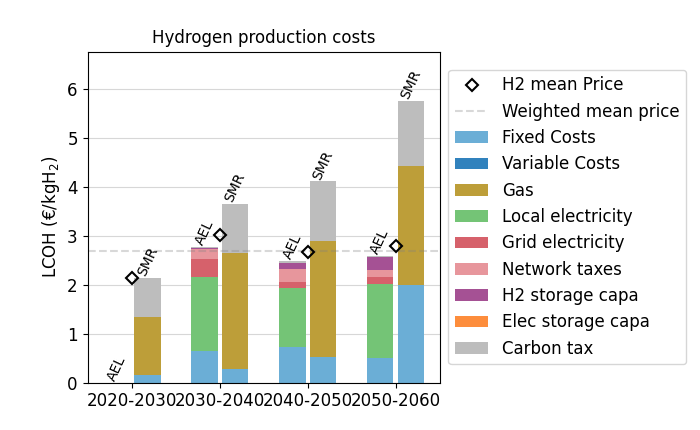 Hydrogen production costs
LCOH (€/kgH₂)
6
5
4
3
2
1
0
AEL
SMR
AEL
SMR
AEL
SMR
AEL
SMR
2020-2030
2030-2040
2040-2050
2050-2060
H2 mean Price
Weighted mean price
Fixed Costs
Variable Costs
Gas
Local electricity
Grid electricity
Network taxes
H2 storage capa
Elec storage capa
Carbon tax